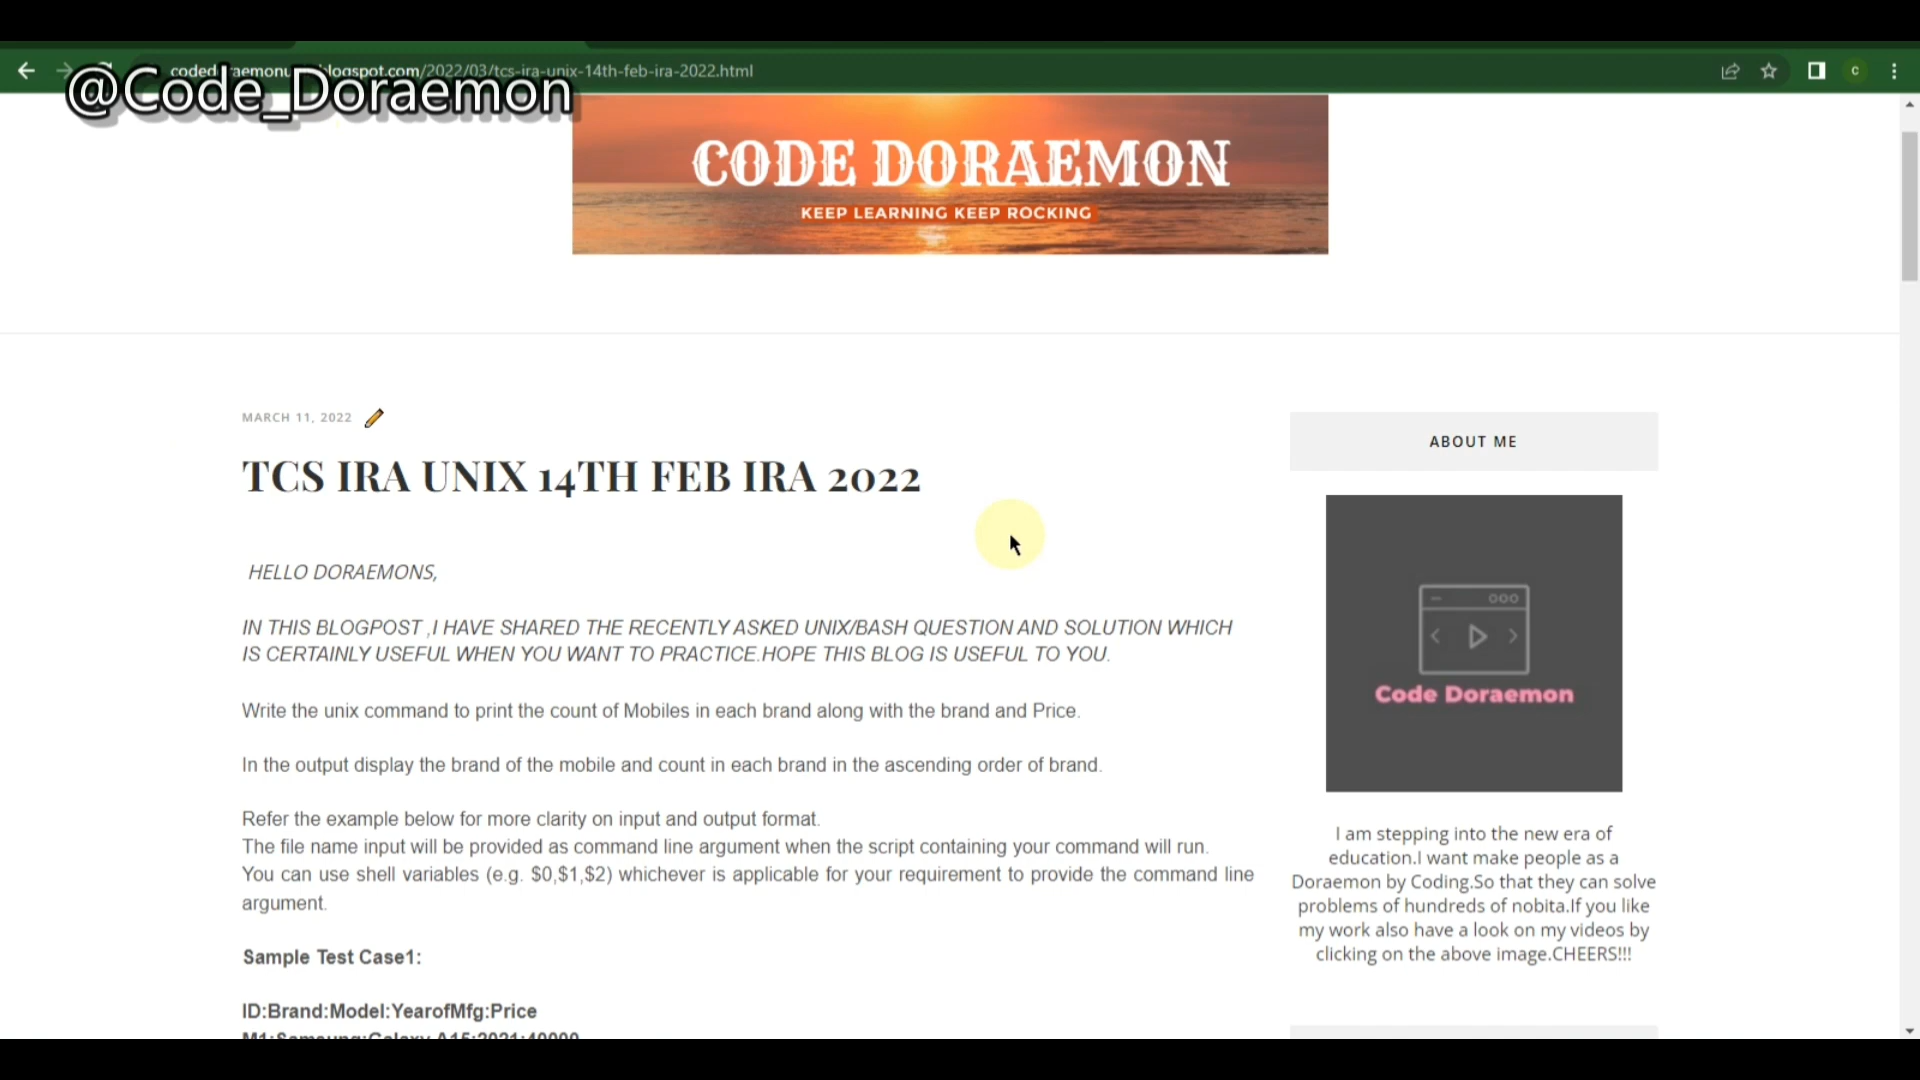 @Code_Doraemon
blogspot.com/2022/03/tcs-ira-unix-14th-feb-ira-2022.html
c
CODE DORAEMON
KEEP LEARNING KEEP ROCKING
MARCH 11, 2022
TCS IRA UNIX 14TH FEB IRA 2022
HELLO DORAEMONS,
IN THIS BLOGPOST ,I HAVE SHARED THE RECENTLY ASKED UNIX/BASH QUESTION AND SOLUTION WHICH
IS CERTAINLY USEFUL WHEN YOU WANT TO PRACTICE.HOPE THIS BLOG IS USEFUL TO YOU.
Write the unix command to print the count of Mobiles in each brand along with the brand and Price.
In the output display the brand of the mobile and count in each brand in the ascending order of brand.
Refer the example below for more clarity on input and output format.
The file name input will be provided as command line argument when the script containing your command will run.
You can use shell variables (e.g. $0,$1,$2) whichever is applicable for your requirement to provide the command line
argument.
Sample Test Case1:
ID:Brand:Model:YearofMfg:Price
M1:Samsung:Galaxy A15:2021:40000
ABOUT ME
Code Doraemon
I am stepping into the new era of
education.I want make people as a
Doraemon by Coding.So that they can solve
problems of hundreds of nobita.If you like
my work also have a look on my videos by
clicking on the above image.CHEERS!!!